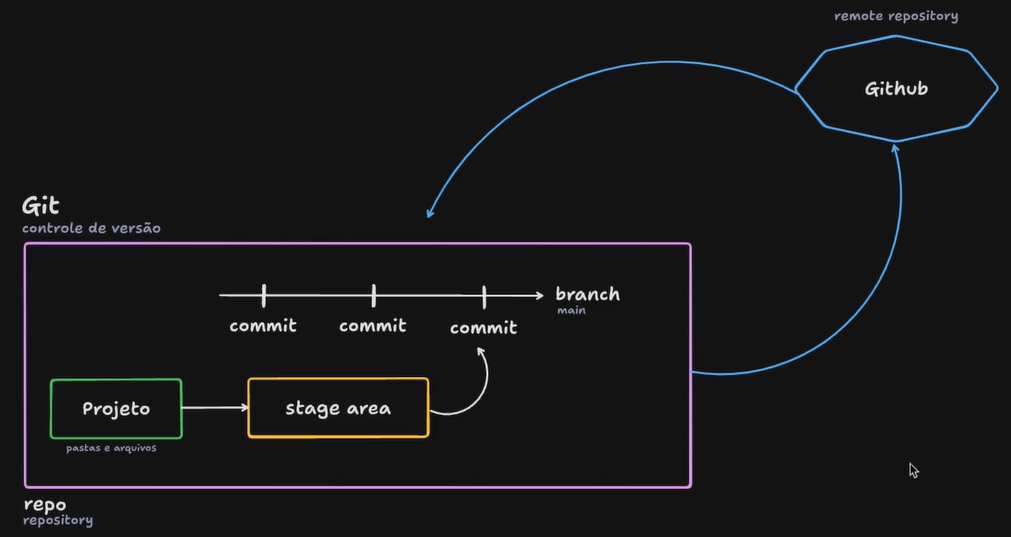 remote repository
Github
Git
controle de versão
branch
main
commit
commit
commit
Projeto
stage area
pastas e arquivos
repo
repository